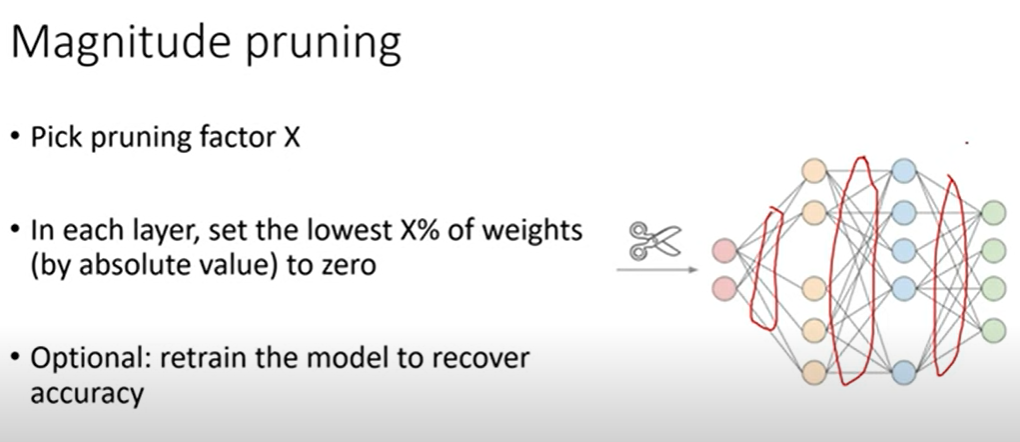 Magnitude pruning
• Pick pruning factor X
• In each layer, set the lowest X% of weights
(by absolute value) to zero
• Optional: retrain the model to recover
accuracy